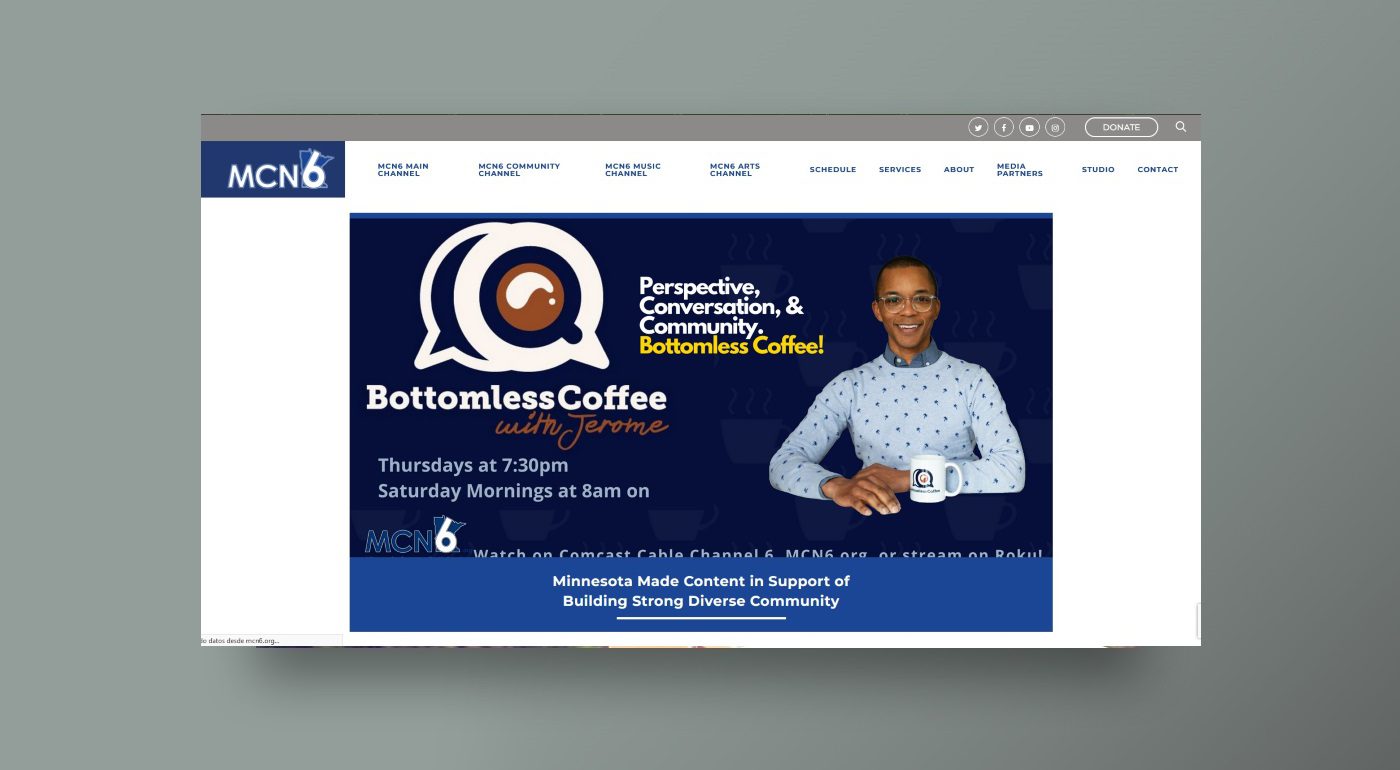 DONATE
MCN6
MCN6 MAIN
CHANNEL
MCN6 COMMUNITY
CHANNEL
MCN6 MUSIC
CHANNEL
MCN6 ARTS
CHANNEL
SCHEDULE
SERVICES
ABOUT
MEDIA
PARTNERS
STUDIO
CONTACT
Perspective,
Conversation, &
Community.
Bottomless Coffee!
BottomlessCoffee
with Jerome
Thursdays at 7:30pm
Saturday Mornings at 8am on
BottomlessCoffee
MCN6
Watch on Comcast Cable Channel 6, MCN6.org, or stream on Roku!
Minnesota Made Content in Support of
Building Strong Diverse Community
do datos desde mcn6.org...